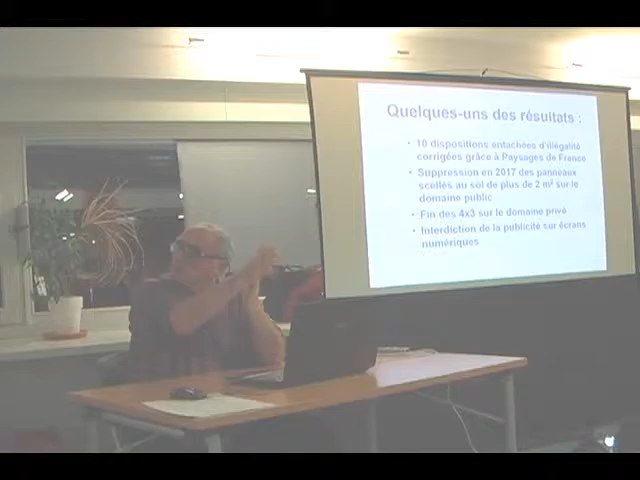 Quelques-uns des résultats :
• 10 dispositions entachées d'illégalité
corrigées grâce à Paysages de France
• Suppression en 2017 des panneaux
scellés au sol de plus de 2 m² sur le
domaine public
• Fin des 4x3 sur le domaine privé
• Interdiction de la publicité sur écrans
numériques